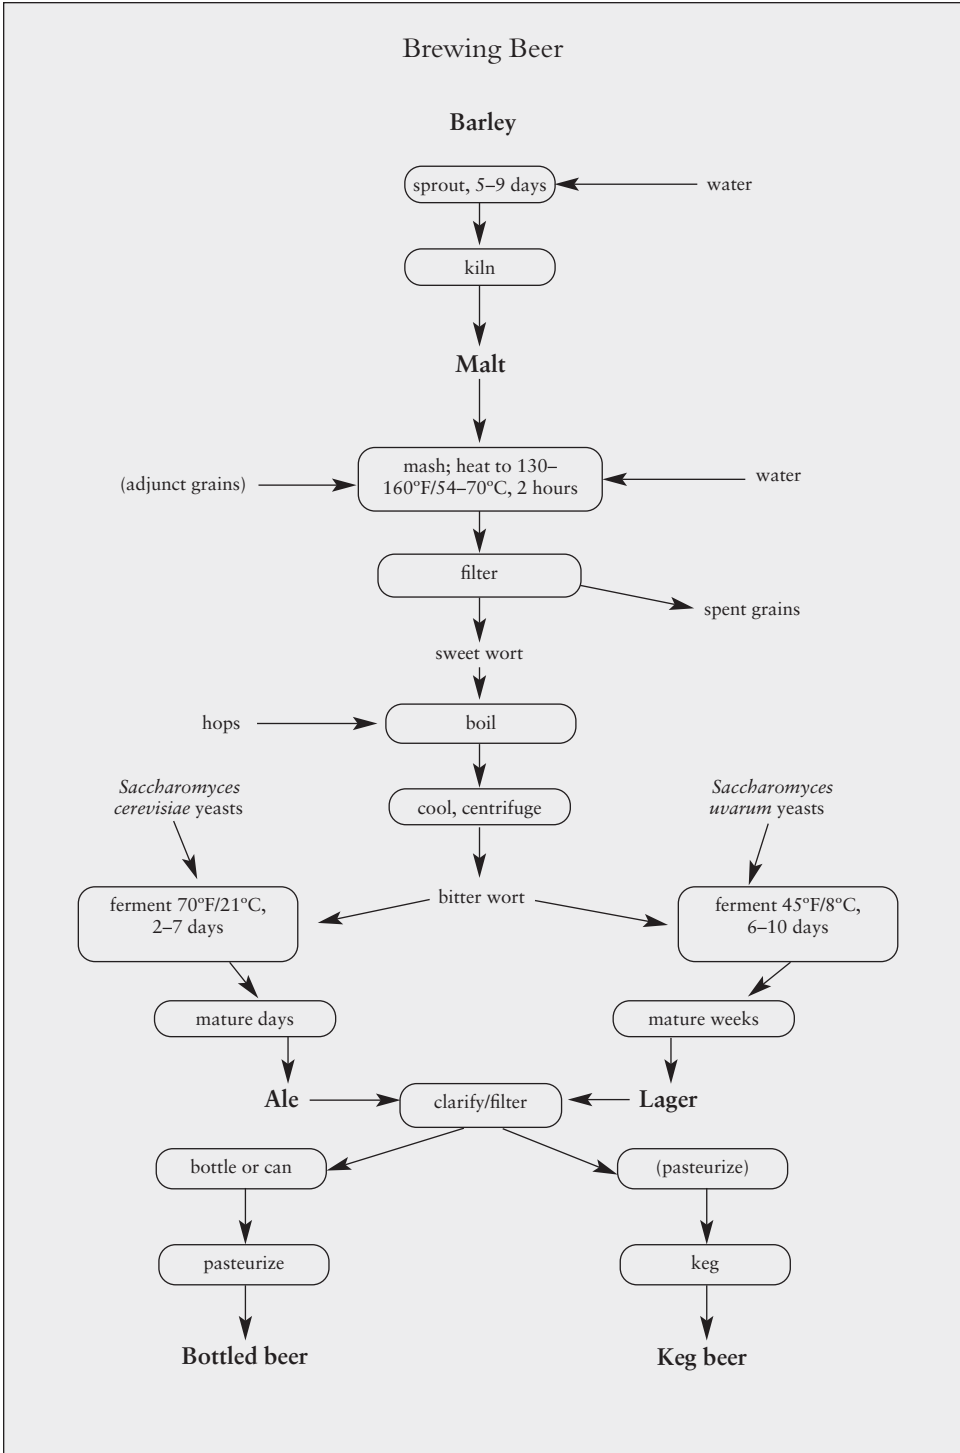 Brewing Beer
Barley
sprout, 5–9 days
water
kiln
Malt
(adjunct grains)
mash; heat to 130–
160ºF/54–70ºC, 2 hours
water
filter
spent grains
sweet wort
hops
boil
Saccharomyces
cerevisiae yeasts
cool, centrifuge
Saccharomyces
uvarum yeasts
bitter wort
ferment 70ºF/21ºC,
2–7 days
ferment 45ºF/8ºC,
6–10 days
mature days
mature weeks
Ale
clarify/filter
Lager
bottle or can
(pasteurize)
pasteurize
keg
Bottled beer
Keg beer